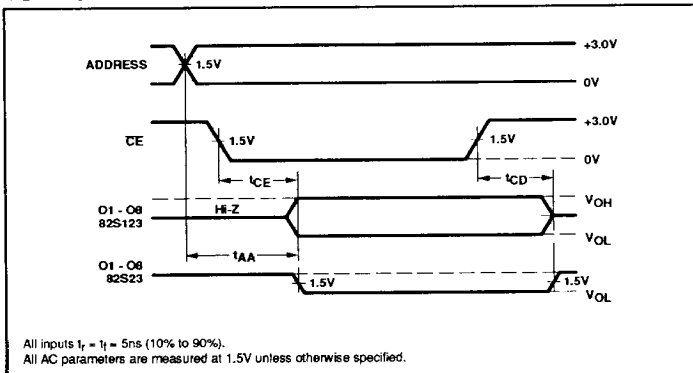 ADDRESS
1.5V
+3.0V
0V
CE
1.5V
1.5V
+3.0V
0V
tCE
tCD
O1 - O8
82S123
Hi-Z
VOH
VOL
tAA
O1 - O8
82S23
1.5V
1.5V
VOL
All inputs tr = tf = 5ns (10% to 90%).
All AC parameters are measured at 1.5V unless otherwise specified.